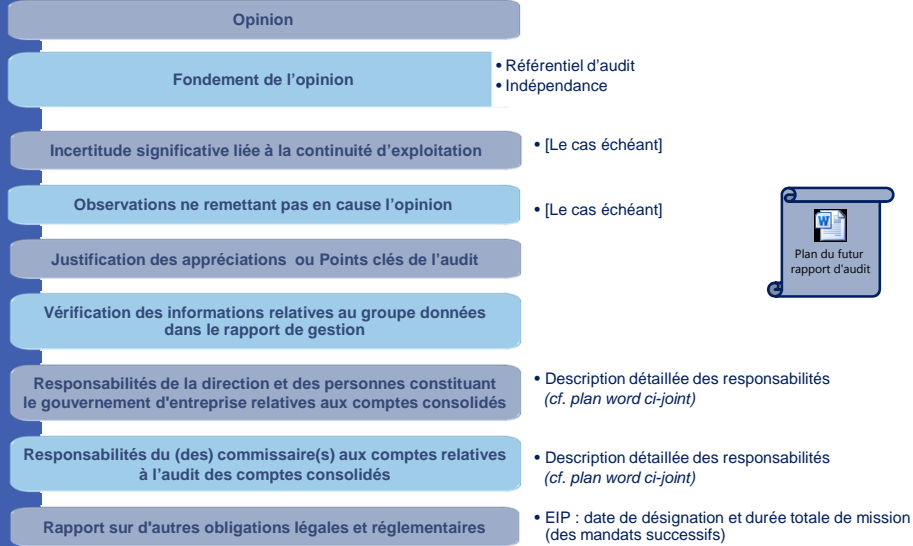 Opinion
Fondement de l'opinion
• Référentiel d'audit
• Indépendance
Incertitude significative liée à la continuité d'exploitation
• [Le cas échéant]
Observations ne remettant pas en cause l'opinion
• [Le cas échéant]
W
Plan du futur
rapport d'audit
Justification des appréciations ou Points clés de l'audit
Vérification des informations relatives au groupe données
dans le rapport de gestion
Responsabilités de la direction et des personnes constituant
le gouvernement d'entreprise relatives aux comptes consolidés
• Description détaillée des responsabilités
(cf. plan word ci-joint)
Responsabilités du (des) commissaire(s) aux comptes relatives
à l'audit des comptes consolidés
• Description détaillée des responsabilités
(cf. plan word ci-joint)
Rapport sur d'autres obligations légales et réglementaires
• EIP : date de désignation et durée totale de mission
(des mandats successifs)